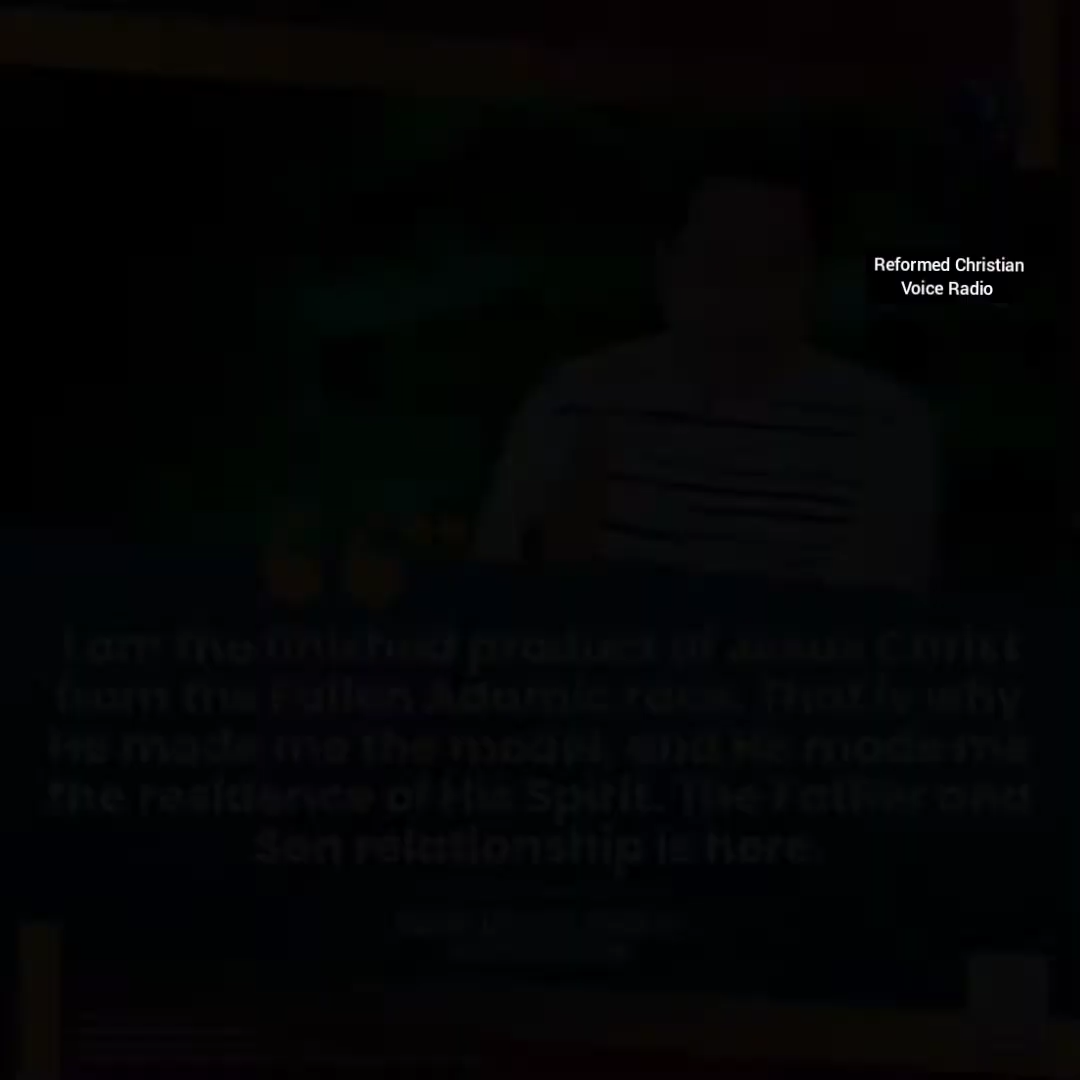 Reformed Christian
Voice Radio
I am the finished product of Jesus Christ
from the Fallen Adamic race. That is why
He made me the model, and He made me
the residence of His Spirit. The Father and
Son relationship is here.